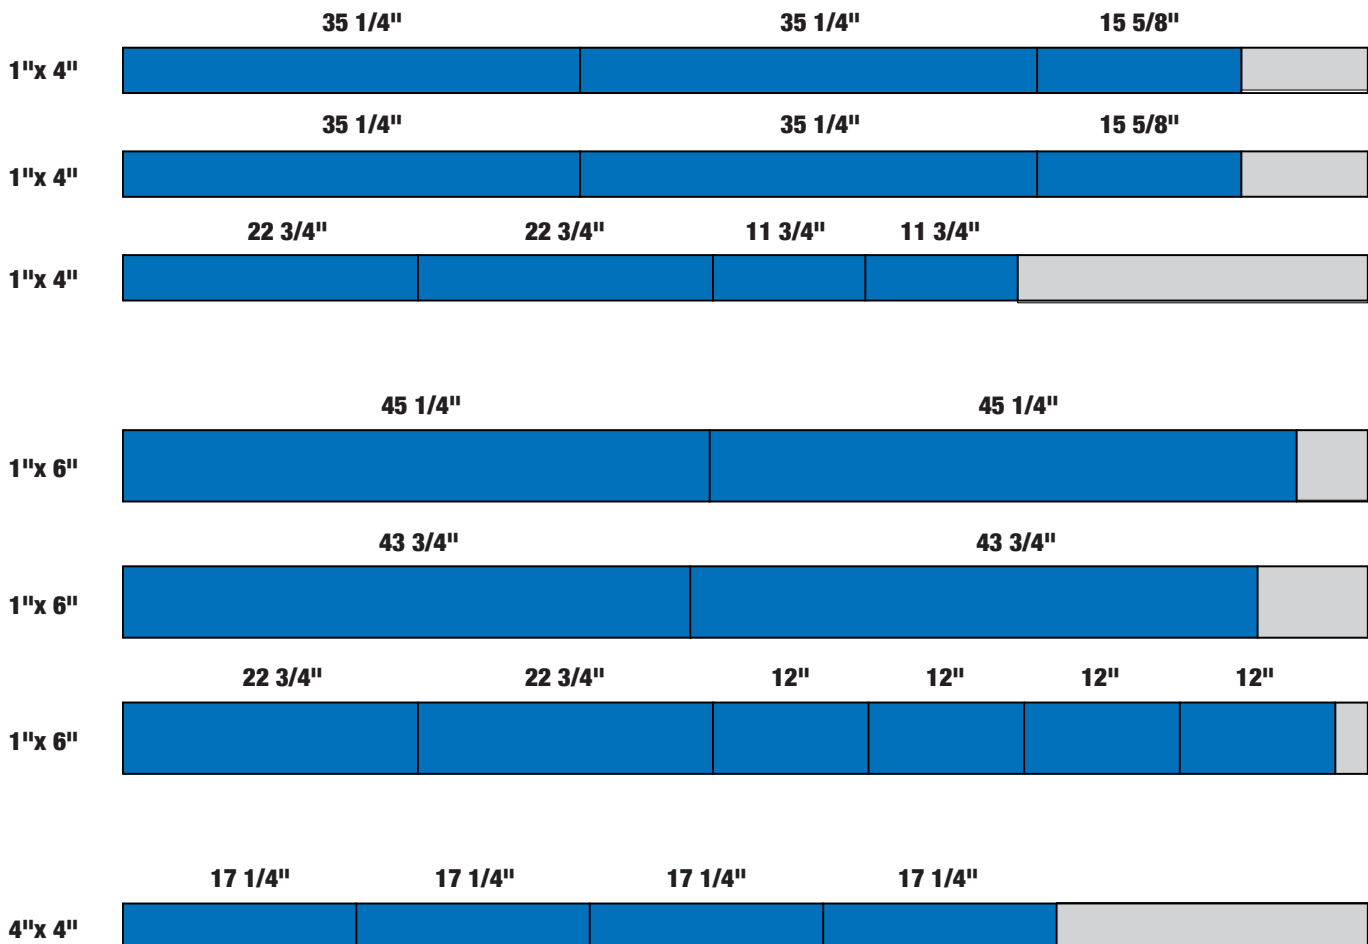 35 1/4" 35 1/4" 15 5/8"
1"x 4"
35 1/4" 35 1/4" 15 5/8"
1"x 4"
22 3/4" 22 3/4" 11 3/4" 11 3/4"
1"x 4"
45 1/4" 45 1/4"
1"x 6"
43 3/4" 43 3/4"
1"x 6"
22 3/4" 22 3/4" 12" 12" 12" 12"
1"x 6"
17 1/4" 17 1/4" 17 1/4" 17 1/4"
4"x 4"